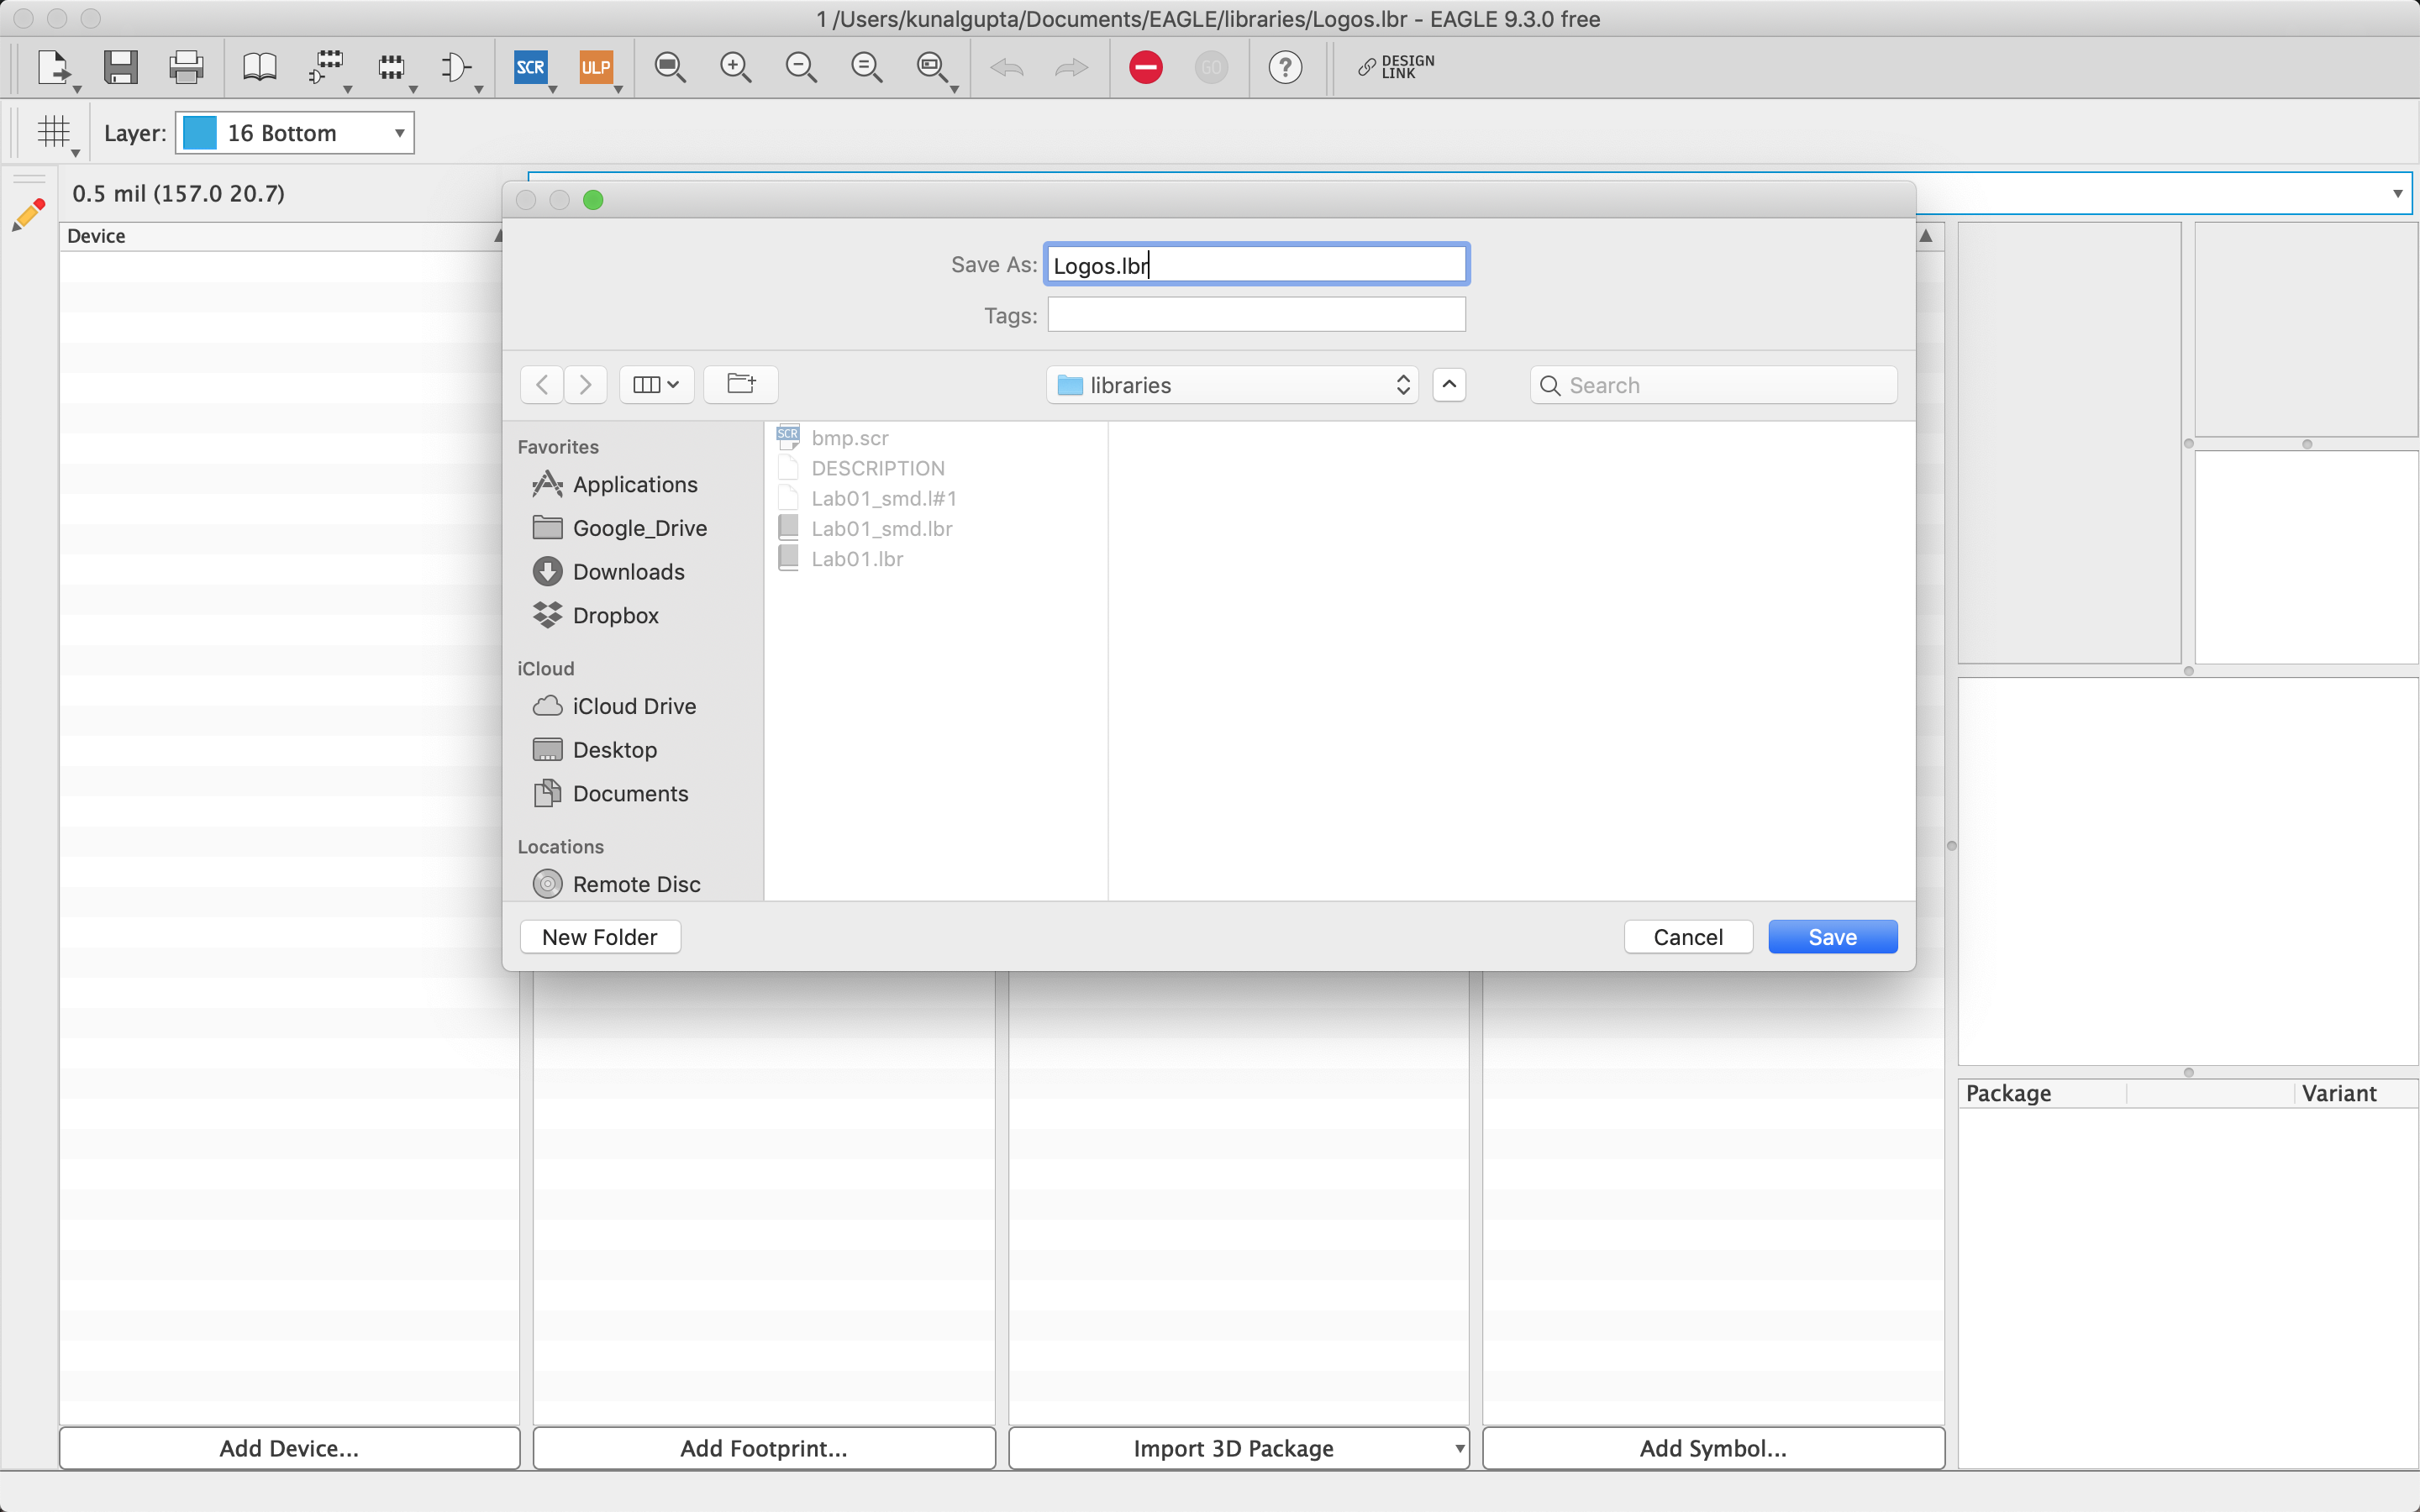 1 /Users/kunalgupta/Documents/EAGLE/libraries/Logos.lbr - EAGLE 9.3.0 free
SCR
ULP
GO
?
DESIGN
LINK
Layer:
16 Bottom
0.5 mil (157.0 20.7)
Device
Save As:
Logos.lbr
Tags:
libraries
Search
Favorites
Applications
Google_Drive
Downloads
Dropbox
iCloud
iCloud Drive
Desktop
Documents
Locations
Remote Disc
SCR
bmp.scr
DESCRIPTION
Lab01_smd.l#1
Lab01_smd.lbr
Lab01.lbr
New Folder
Cancel
Save
Package
Variant
Add Device...
Add Footprint...
Import 3D Package
Add Symbol...